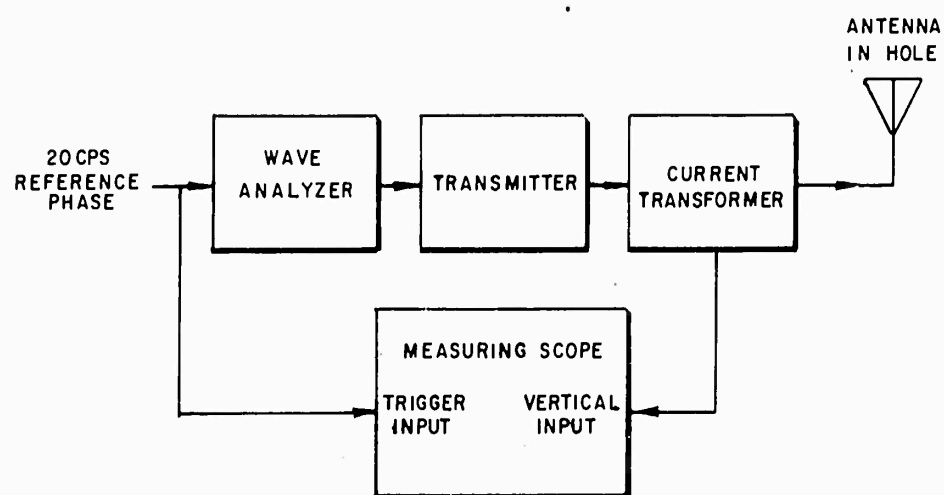 ANTENNA
IN HOLE
20 CPS
REFERENCE
PHASE
WAVE
ANALYZER
TRANSMITTER
CURRENT
TRANSFORMER
MEASURING SCOPE
TRIGGER
INPUT
VERTICAL
INPUT